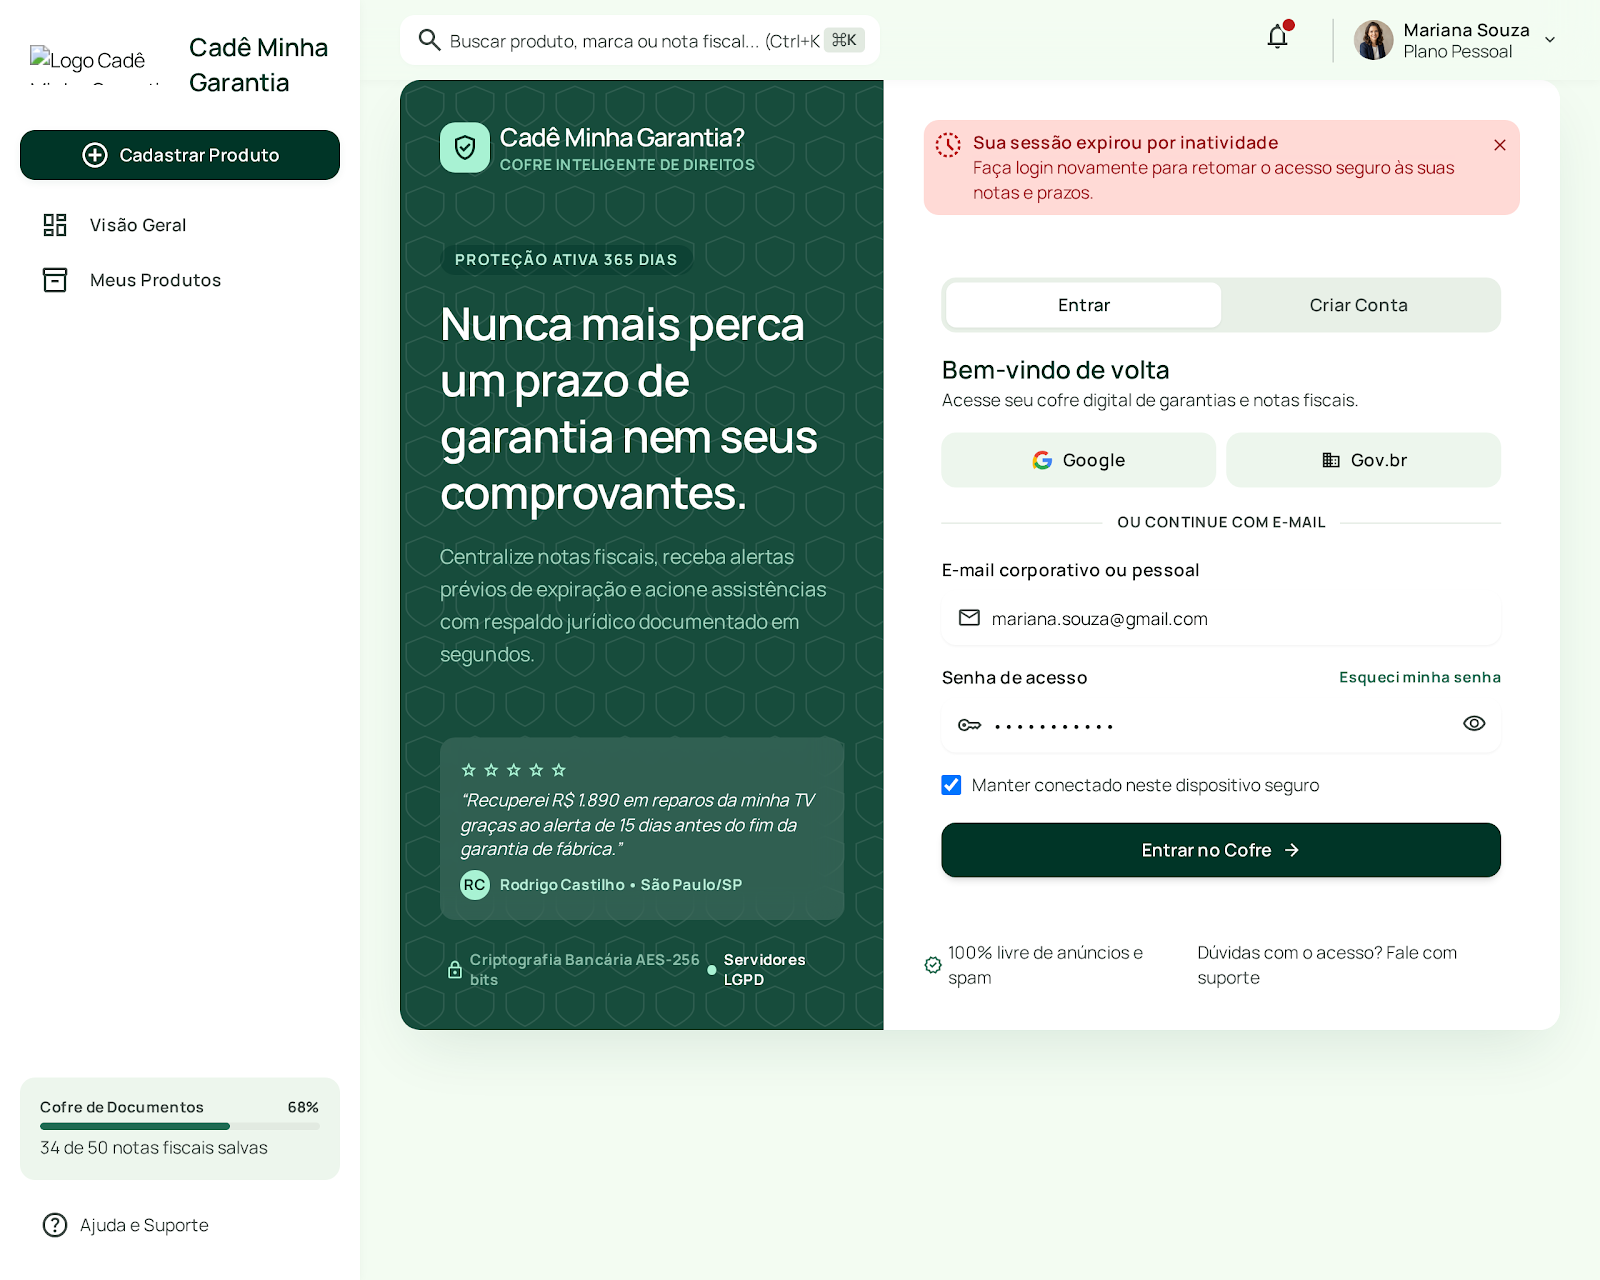 Logo Cadê
Cadê Minha
Garantia
Cadastrar Produto
Visão Geral
Meus Produtos
Cofre de Documentos 68%
34 de 50 notas fiscais salvas
Ajuda e Suporte
Buscar produto, marca ou nota fiscal... (Ctrl+K ⌘K
Mariana Souza
Plano Pessoal
Cadê Minha Garantia?
COFRE INTELIGENTE DE DIREITOS
PROTEÇÃO ATIVA 365 DIAS
Nunca mais perca
um prazo de
garantia nem seus
comprovantes.
Centralize notas fiscais, receba alertas
prévios de expiração e acione assistências
com respaldo jurídico documentado em
segundos.
“Recuperei R$ 1.890 em reparos da minha TV
graças ao alerta de 15 dias antes do fim da
garantia de fábrica.”
RC Rodrigo Castilho • São Paulo/SP
Criptografia Bancária AES-256
bits
Servidores
LGPD
Sua sessão expirou por inatividade
Faça login novamente para retomar o acesso seguro às suas
notas e prazos.
Entrar Criar Conta
Bem-vindo de volta
Acesse seu cofre digital de garantias e notas fiscais.
Google Gov.br
OU CONTINUE COM E-MAIL
E-mail corporativo ou pessoal
mariana.souza@gmail.com
Senha de acesso Esqueci minha senha
•••••••••••
Manter conectado neste dispositivo seguro
Entrar no Cofre →
100% livre de anúncios e
spam
Dúvidas com o acesso? Fale com
suporte